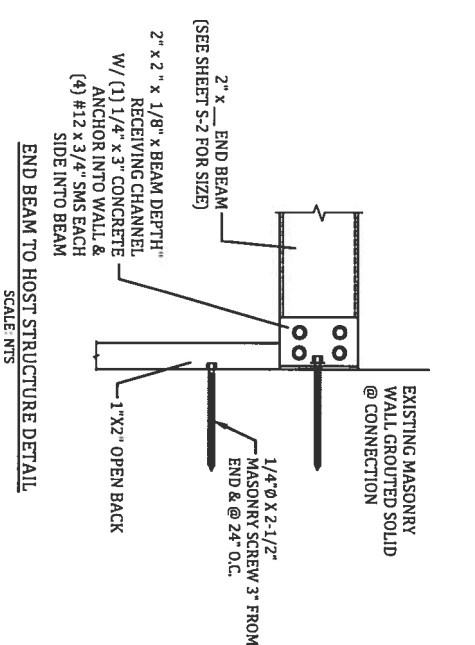 2" x __ END BEAM
(SEE SHEET S-2 FOR SIZE)
2" x 2 " x 1/8" x BEAM DEPTH"
RECEIVING CHANNEL
W/ (1) 1/4" x 3" CONCRETE
ANCHOR INTO WALL &
(4) #12 x 3/4" SMS EACH
SIDE INTO BEAM
EXISTING MASONRY
WALL GROUTED SOLID
@ CONNECTION
1/4"Ø X 2-1/2"
MASONRY SCREW 3" FROM
END & @ 24" O.C.
1"X2" OPEN BACK
END BEAM TO HOST STRUCTURE DETAIL
SCALE: NTS